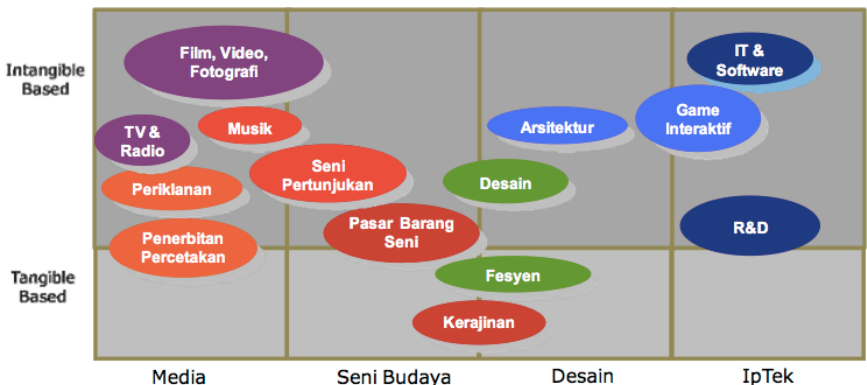 Intangible
Based
Film, Video,
Fotografi
IT &
Software
TV &
Radio
Musik
Arsitektur
Game
Interaktif
Periklanan
Seni
Pertunjukan
Desain
Penerbitan
Percetakan
Pasar Barang
Seni
R&D
Tangible
Based
Fesyen
Kerajinan
Media
Seni Budaya
Desain
IpTek